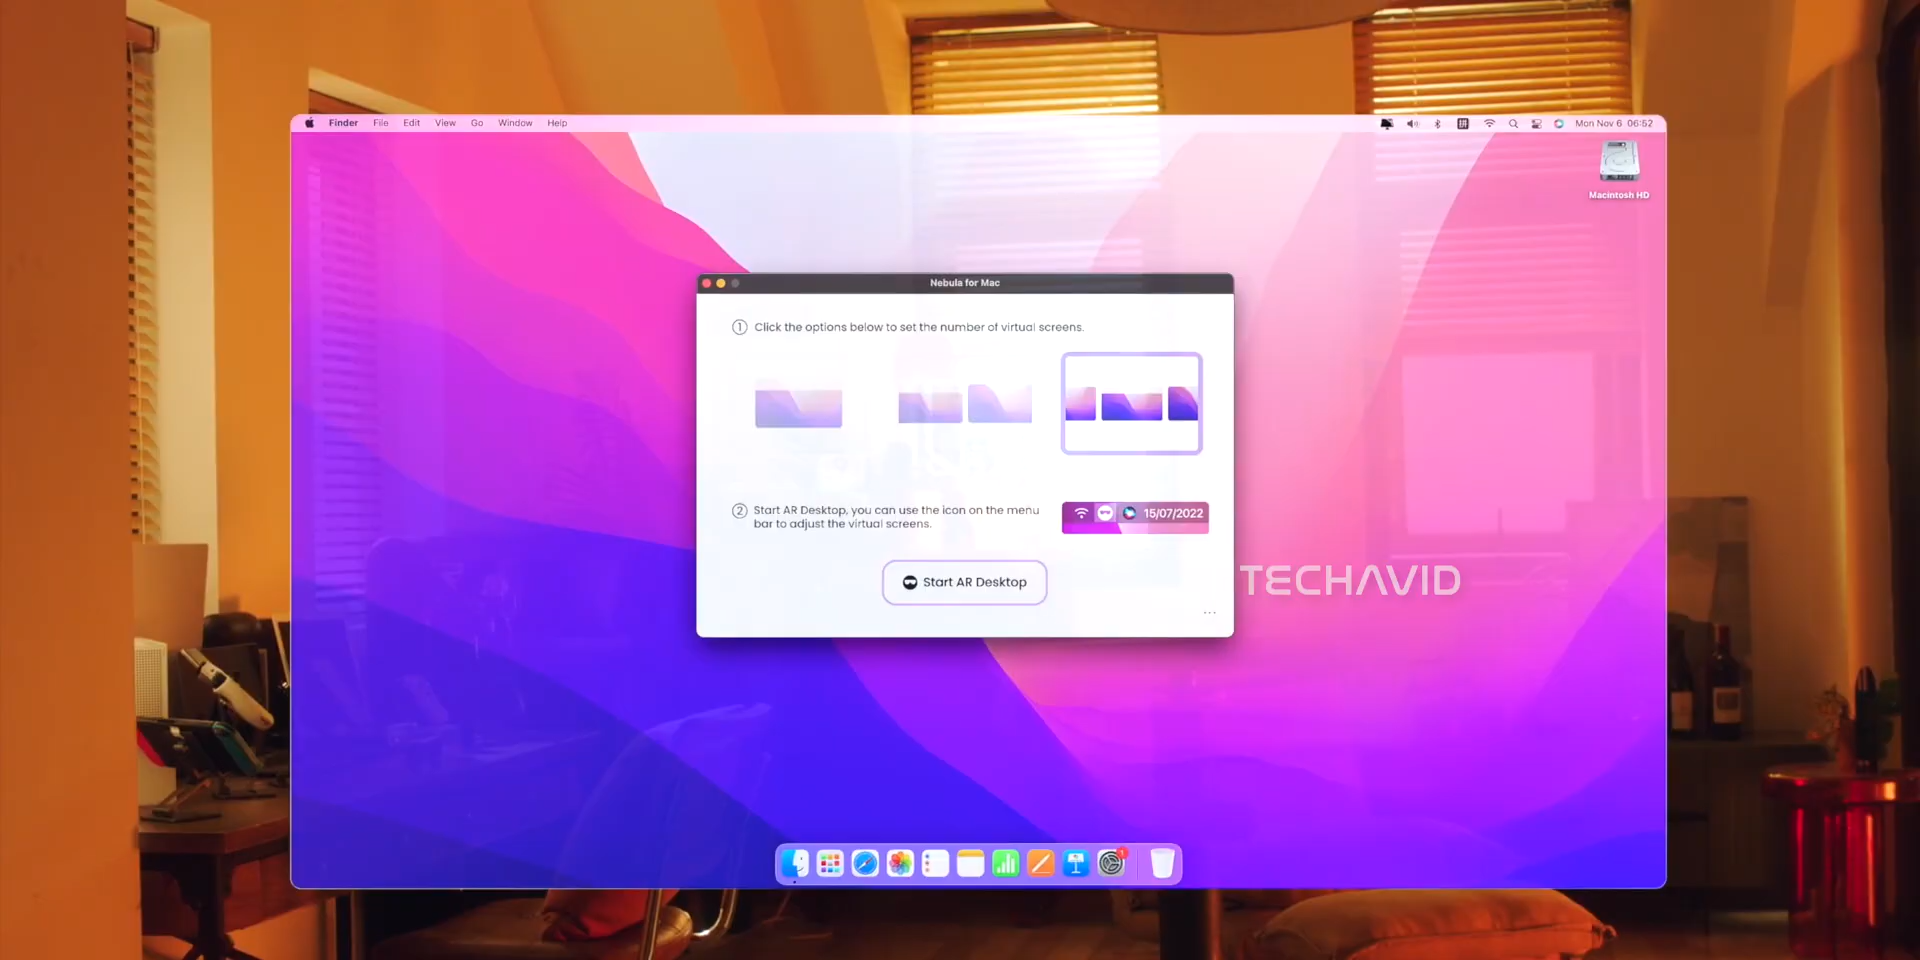 Finder File Edit View Go Window Help
Mon Nov 6 06:52
Macintosh HD
Nebula for Mac
1 Click the options below to set the number of virtual screens.
2 Start AR Desktop, you can use the icon on the menu
bar to adjust the virtual screens.
15/07/2022
Start AR Desktop
...
TECHAVID
1